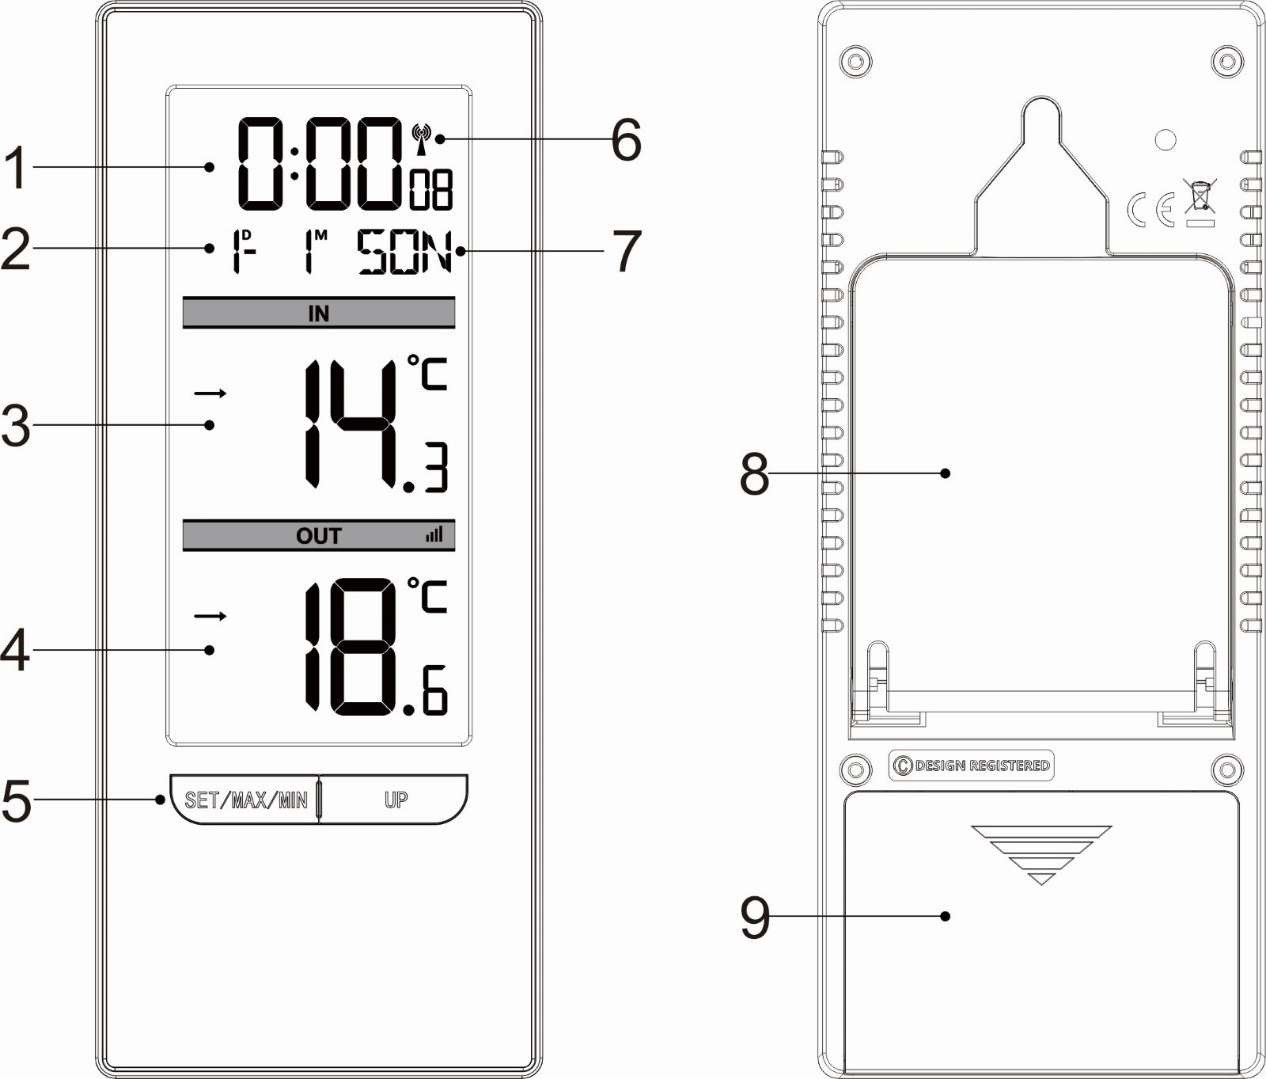 1
0:00
08
6
2
1D- 1M SON
7
IN
3
→ 14.3 °C
OUT
4
→ 18.6 °C
5
SET/MAX/MIN
UP
CE
8
© DESIGN REGISTERED
9